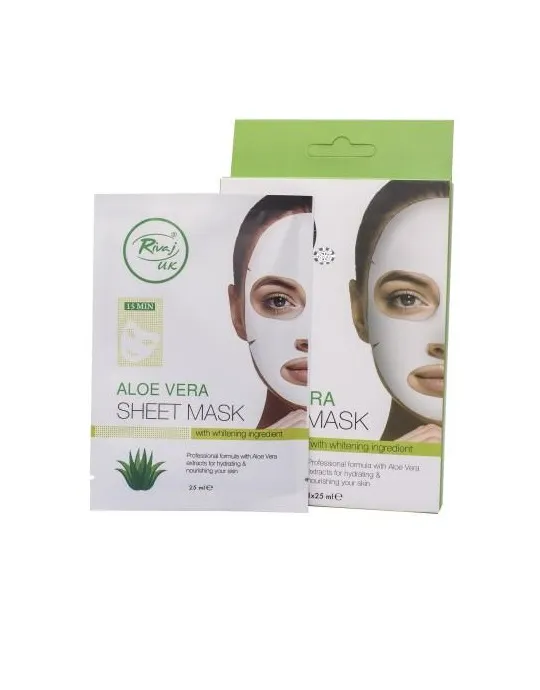 Rivaj ®
UK
15 MIN
ALOE VERA
SHEET MASK
with whitening ingredient
Professional formula with Aloe Vera
extracts for hydrating &
nourishing your skin
25 ml ℮
RA
MASK
with whitening ingredient
Professional formula with Aloe Vera
extracts for hydrating &
nourishing your skin
x25 ml ℮